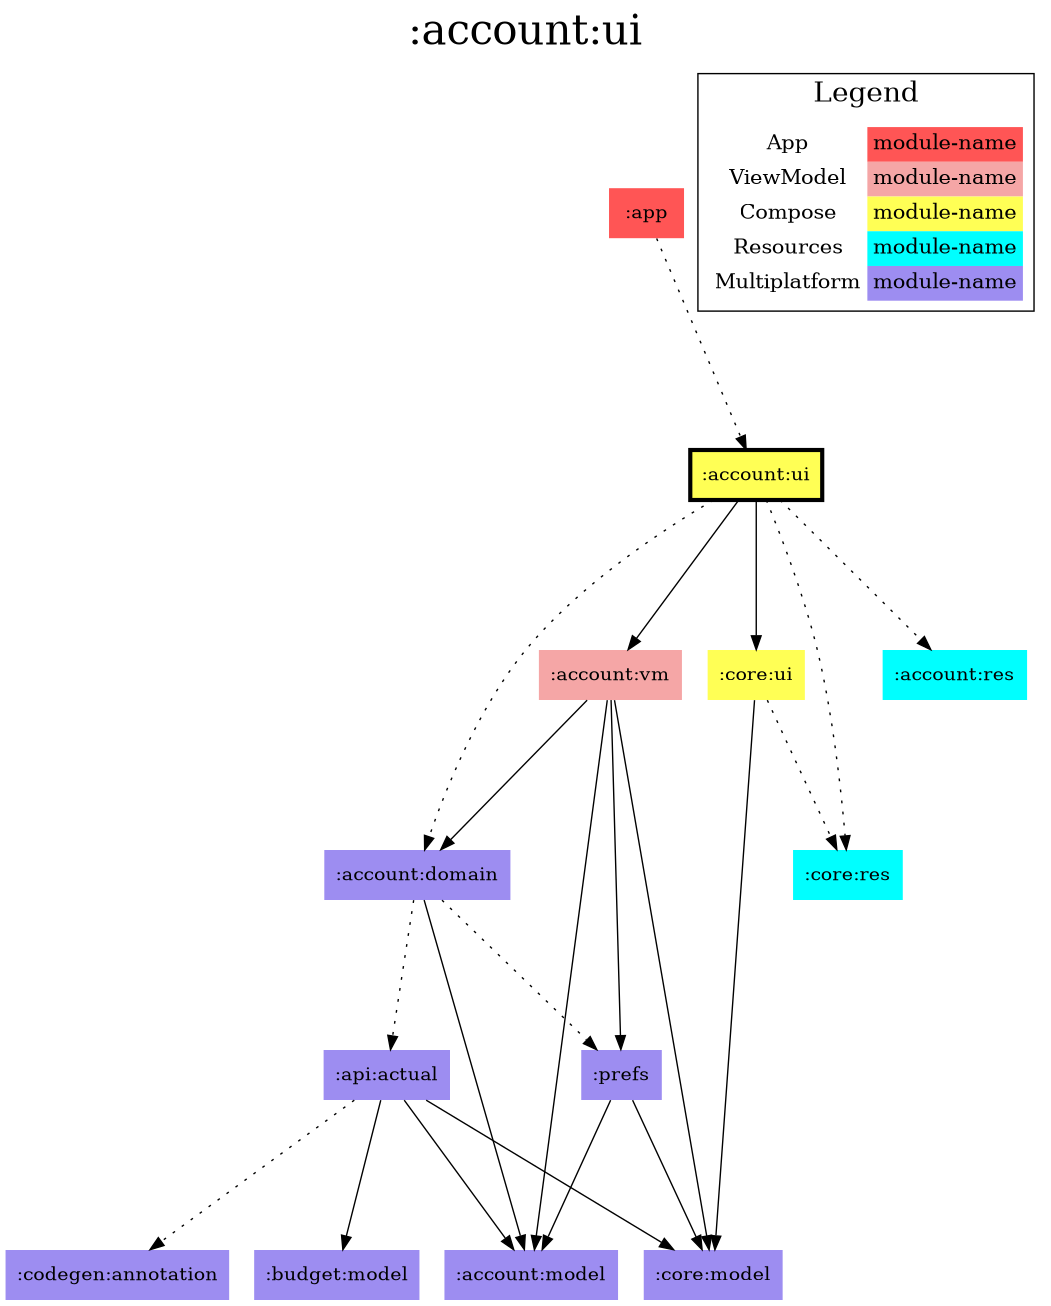 :account:ui
Legend
App module-name
ViewModel module-name
Compose module-name
Resources module-name
Multiplatform module-name
:app
:account:ui
:account:vm
:core:ui
:account:res
:account:domain
:core:res
:api:actual
:prefs
:codegen:annotation
:budget:model
:account:model
:core:model